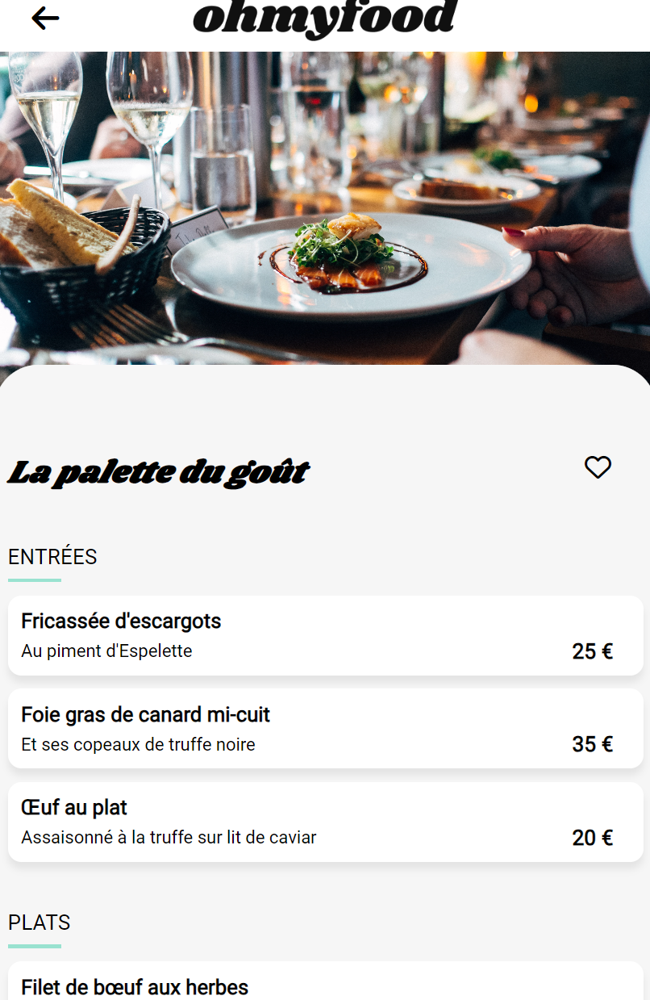 ohmyfood
La palette du goût
ENTRÉES
Fricassée d'escargots
Au piment d'Espelette
25 €
Foie gras de canard mi-cuit
Et ses copeaux de truffe noire
35 €
Œuf au plat
Assaisonné à la truffe sur lit de caviar
20 €
PLATS
Filet de bœuf aux herbes